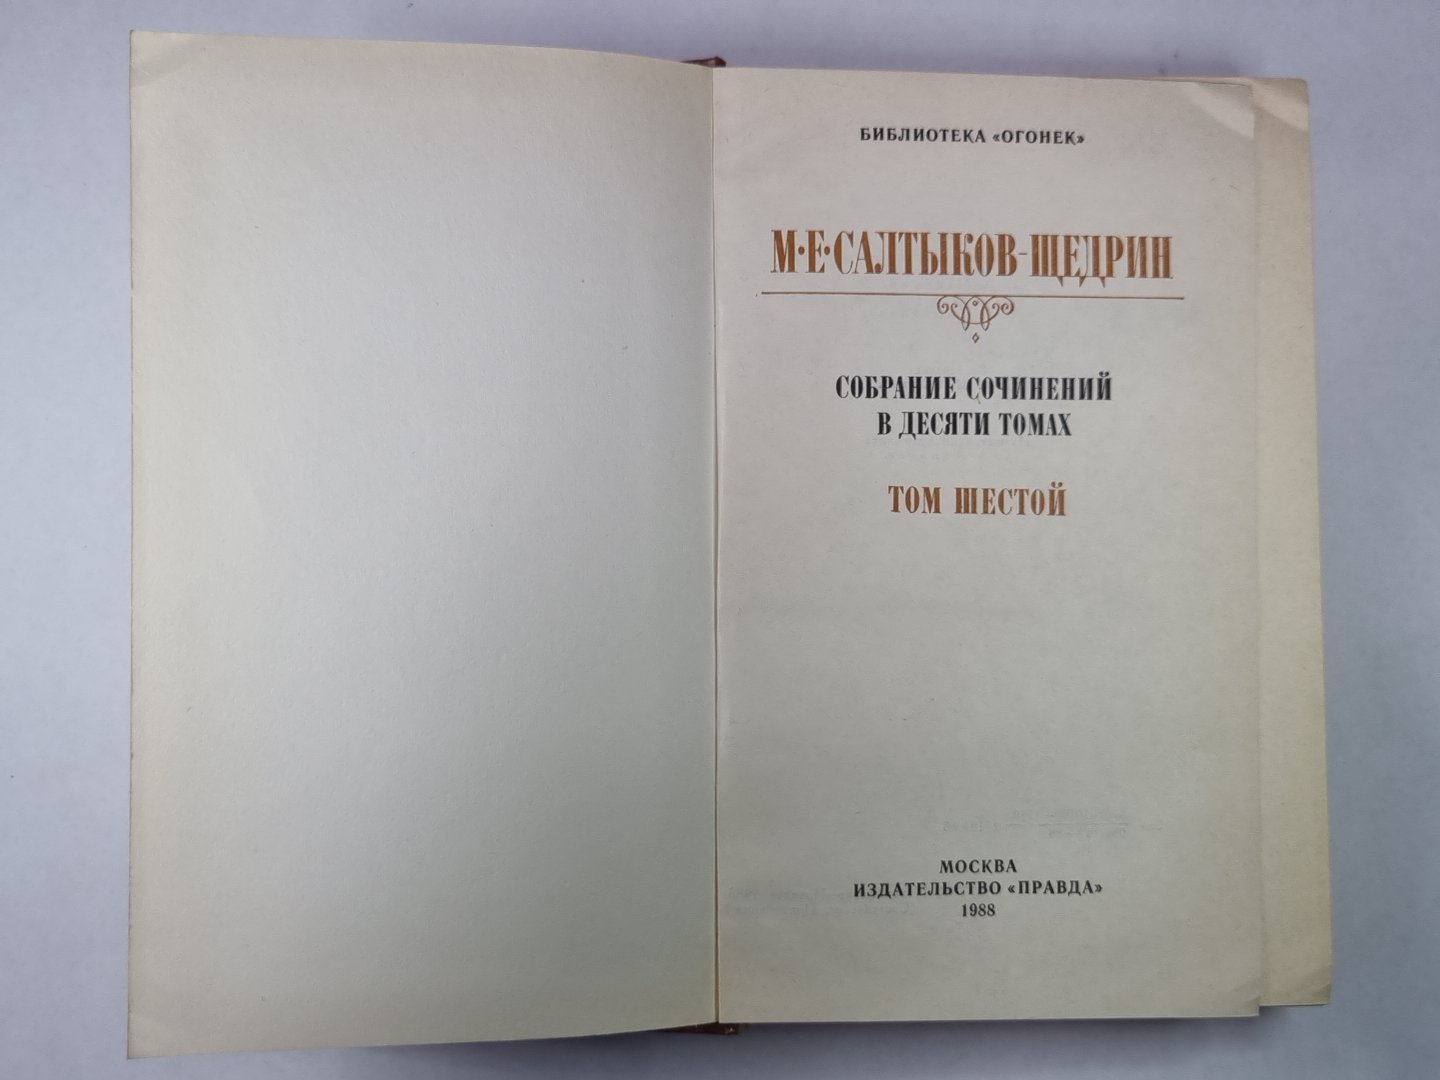 БИБЛИОТЕКА «ОГОНЕК»
М·Е·САЛТЫКОВ-ЩЕДРИН
СОБРАНИЕ СОЧИНЕНИЙ
В ДЕСЯТИ ТОМАХ
ТОМ ШЕСТОЙ
МОСКВА
ИЗДАТЕЛЬСТВО «ПРАВДА»
1988